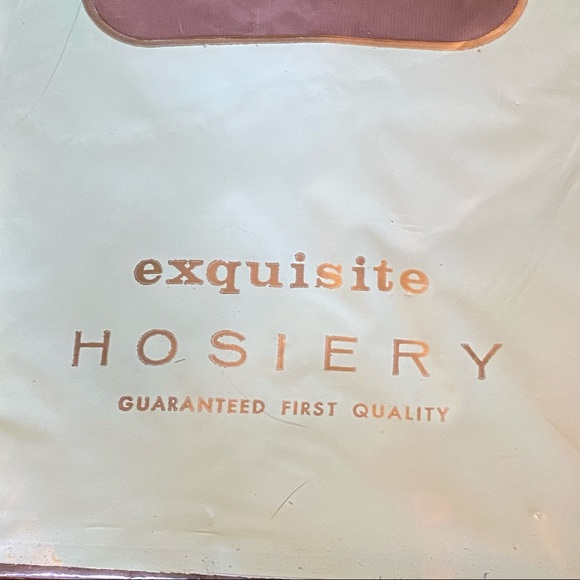 exquisite
HOSIERY
GUARANTEED FIRST QUALITY